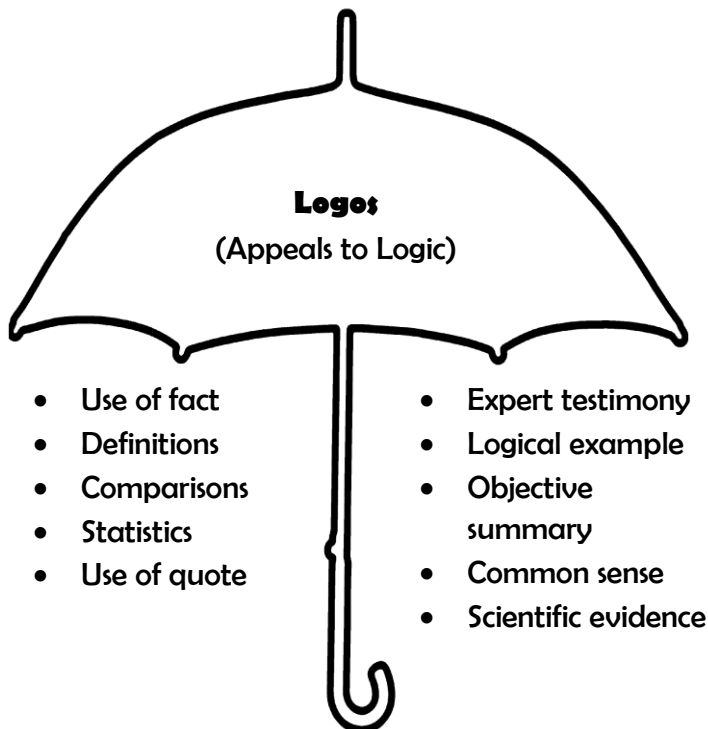 Logos
(Appeals to Logic)
• Use of fact
• Definitions
• Comparisons
• Statistics
• Use of quote
• Expert testimony
• Logical example
• Objective
summary
• Common sense
• Scientific evidence